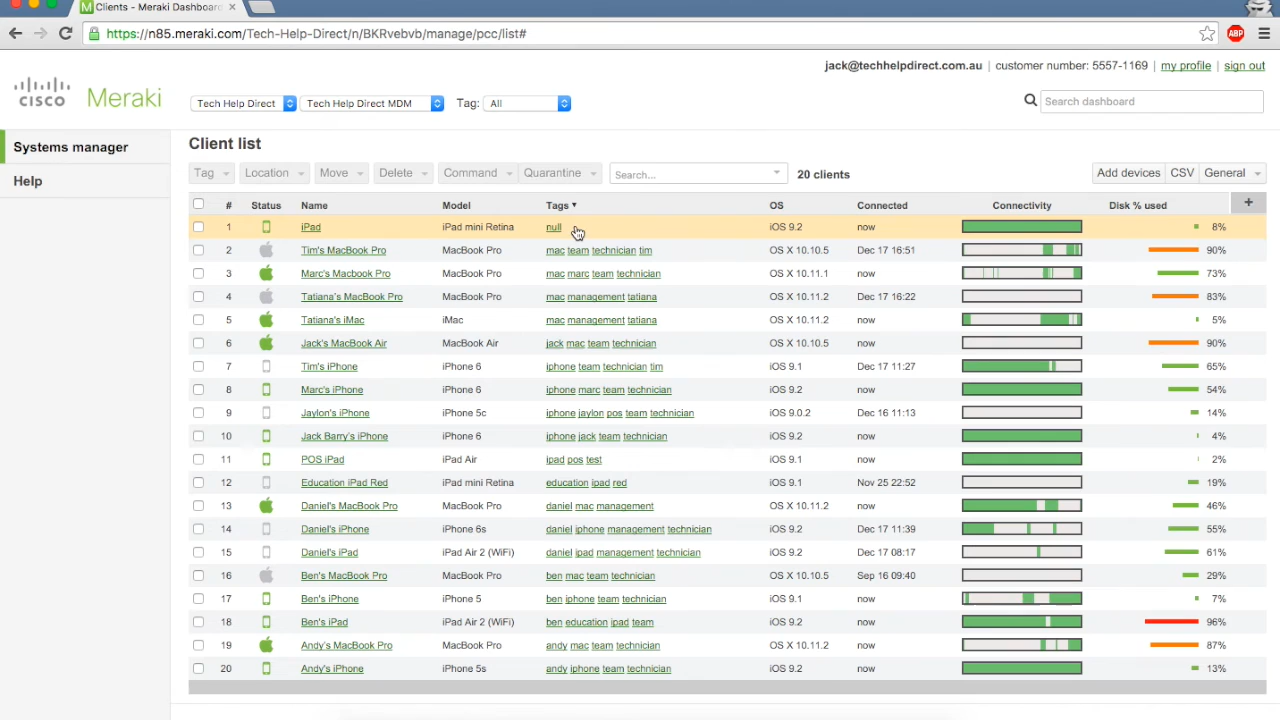 Clients - Meraki Dashboard
https://n85.meraki.com/Tech-Help-Direct/n/BKRvebvb/manage/pcc/list#
ABP
jack@techhelpdirect.com.au | customer number: 5557-1169 | my profile | sign out
CISCO Meraki
Tech Help Direct Tech Help Direct MDM Tag: All Search dashboard
Systems manager
Help
Client list
Tag Location Move Delete Command Quarantine Search... 20 clients Add devices CSV General
# Status Name Model Tags OS Connected Connectivity Disk % used +
1 iPad iPad mini Retina null iOS 9.2 now 8%
2 Tim's MacBook Pro MacBook Pro mac team technician tim OS X 10.10.5 Dec 17 16:51 90%
3 Marc's Macbook Pro MacBook Pro mac marc team technician OS X 10.11.1 now 73%
4 Tatiana's MacBook Pro MacBook Pro mac management tatiana OS X 10.11.2 Dec 17 16:22 83%
5 Tatiana's iMac iMac mac management tatiana OS X 10.11.2 now 5%
6 Jack's MacBook Air MacBook Air jack mac team technician OS X 10.10.5 now 90%
7 Tim's iPhone iPhone 6 iphone team technician tim iOS 9.1 Dec 17 11:27 65%
8 Marc's iPhone iPhone 6 iphone marc team technician iOS 9.2 now 54%
9 Jaylon's iPhone iPhone 5c iphone jaylon pos team technician iOS 9.0.2 Dec 16 11:13 14%
10 Jack Barry's iPhone iPhone 6 iphone jack team technician iOS 9.2 now 4%
11 POS iPad iPad Air ipad pos test iOS 9.1 now 2%
12 Education iPad Red iPad mini Retina education ipad red iOS 9.1 Nov 25 22:52 19%
13 Daniel's MacBook Pro MacBook Pro daniel mac management OS X 10.11.2 now 46%
14 Daniel's iPhone iPhone 6s daniel iphone management technician iOS 9.2 Dec 17 11:39 55%
15 Daniel's iPad iPad Air 2 (WiFi) daniel ipad management technician iOS 9.2 Dec 17 08:17 61%
16 Ben's MacBook Pro MacBook Pro ben mac team technician OS X 10.10.5 Sep 16 09:40 29%
17 Ben's iPhone iPhone 5 ben iphone team technician iOS 9.1 now 7%
18 Ben's iPad iPad Air 2 (WiFi) ben education ipad team iOS 9.2 now 96%
19 Andy's MacBook Pro MacBook Pro andy mac team technician OS X 10.11.2 now 87%
20 Andy's iPhone iPhone 5s andy iphone team technician iOS 9.2 now 13%